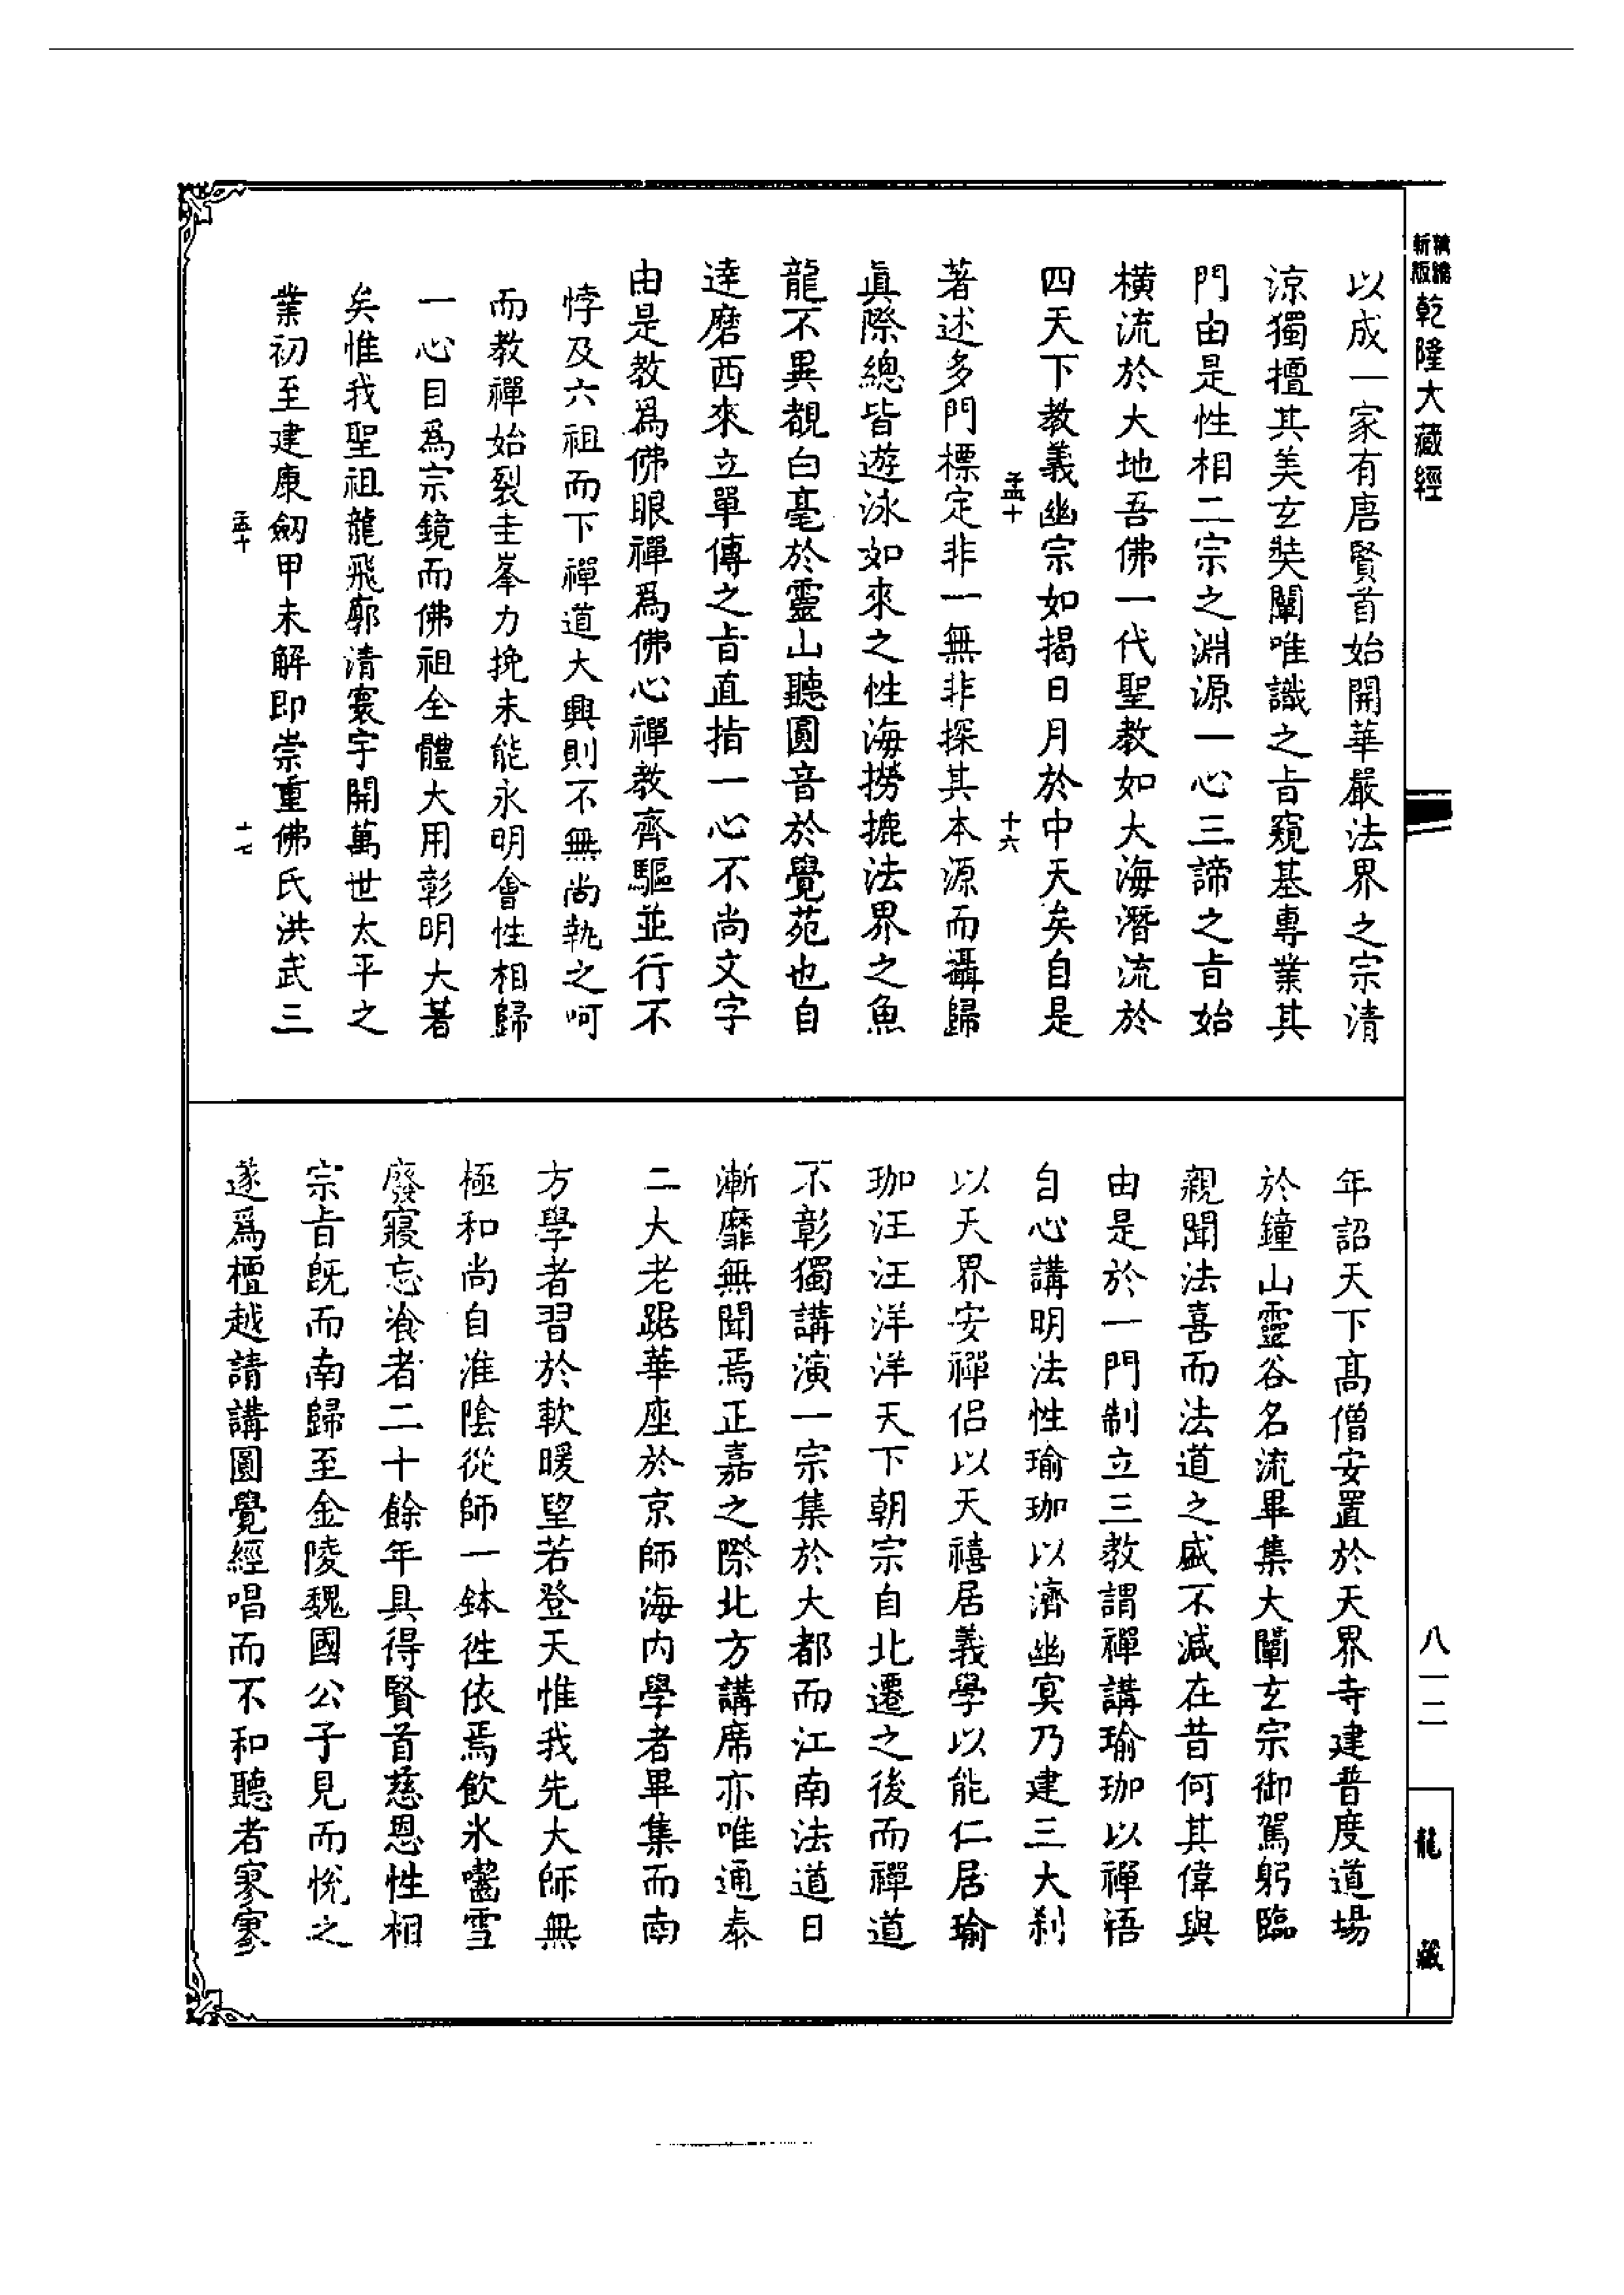 精編
新版
乾隆大藏經
以成一家有唐賢首始開華嚴法界之宗清
涼獨擅其美玄奘闡唯識之旨窺基專業其
門由是性相二宗之淵源一心三諦之旨始
橫流於大地吾佛一代聖教如大海潛流於
四天下教義幽宗如揭日月於中天矣自是
孟十
十六
著述多門標定非一無非探其本源而攝歸
眞際總皆遊泳如來之性海撈摝法界之魚
龍不異覩白毫於靈山聽圓音於覺苑也自
達磨西來立單傳之旨直指一心不尚文字
由是教爲佛眼禪爲佛心禪教齊驅並行不
悖及六祖而下禪道大興則不無尚執之呵
而教禪始裂圭峯力挽未能永明會性相歸
一心目爲宗鏡而佛祖全體大用彰明大著
矣惟我聖祖龍飛廓清寰宇開萬世太平之
業初至建康劒甲未解即崇重佛氏洪武三
孟十
十七
年詔天下髙僧安置於天界寺建普度道場
於鐘山靈谷名流畢集大闡玄宗御駕躬臨
親聞法喜而法道之盛不減在昔何其偉與
由是於一門制立三教謂禪講瑜珈以禪悟
自心講明法性瑜珈以濟幽冥乃建三大刹
以天界安禪侶以天禧居義學以能仁居瑜
珈汪汪洋洋天下朝宗自北遷之後而禪道
不彰獨講演一宗集於大都而江南法道日
漸靡無聞焉正嘉之際北方講席亦唯通泰
二大老踞華座於京師海内學者畢集而南
方學者習於軟暖望若登天惟我先大師無
極和尚自淮陰從師一鉢徃依焉飲氷嚙雪
廢寢忘飡者二十餘年具得賢首慈恩性相
宗旨旣而南歸至金陵魏國公子見而悅之
遂爲檀越請講圓覺經唱而不和聽者寥寥
八一二
龍
藏